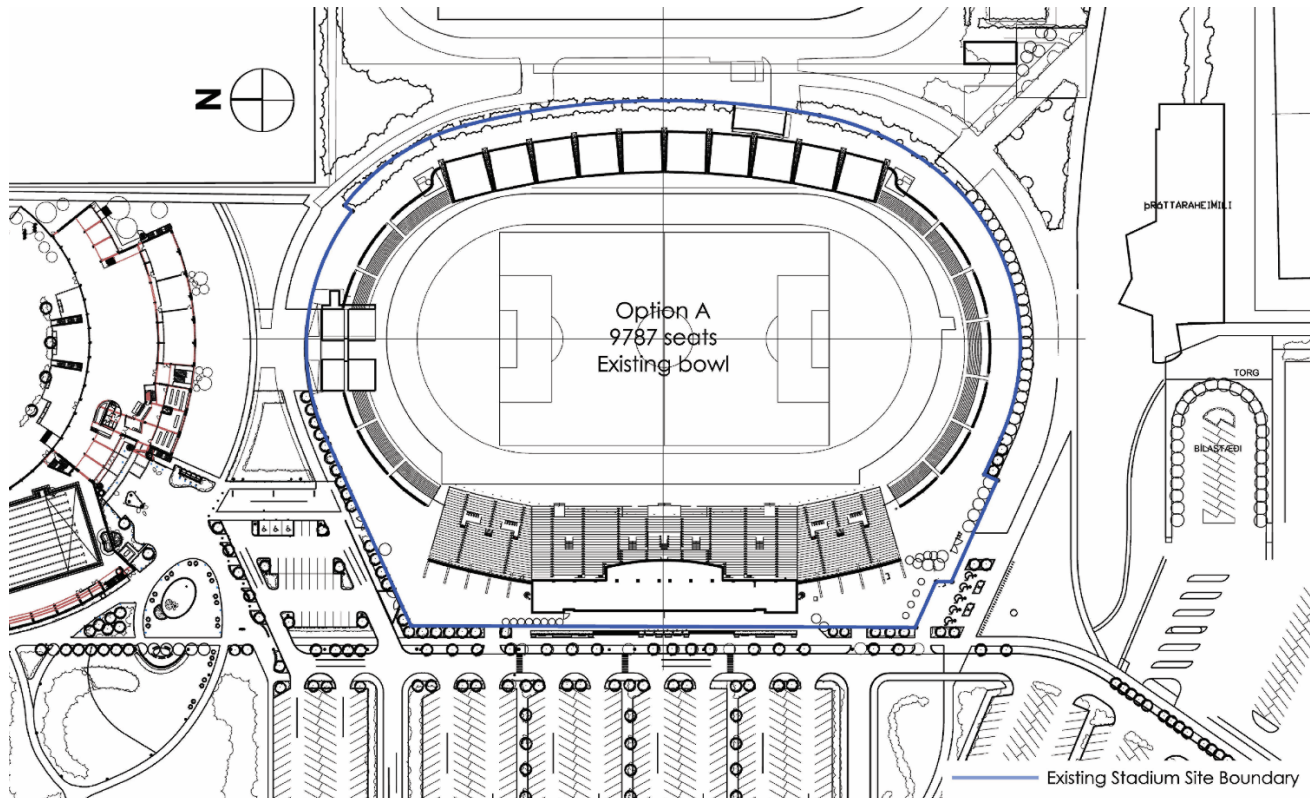 N
ÞRÓTTARAHEIMILI
Option A
9787 seats
Existing bowl
TORG
BÍLASTÆÐI
Existing Stadium Site Boundary